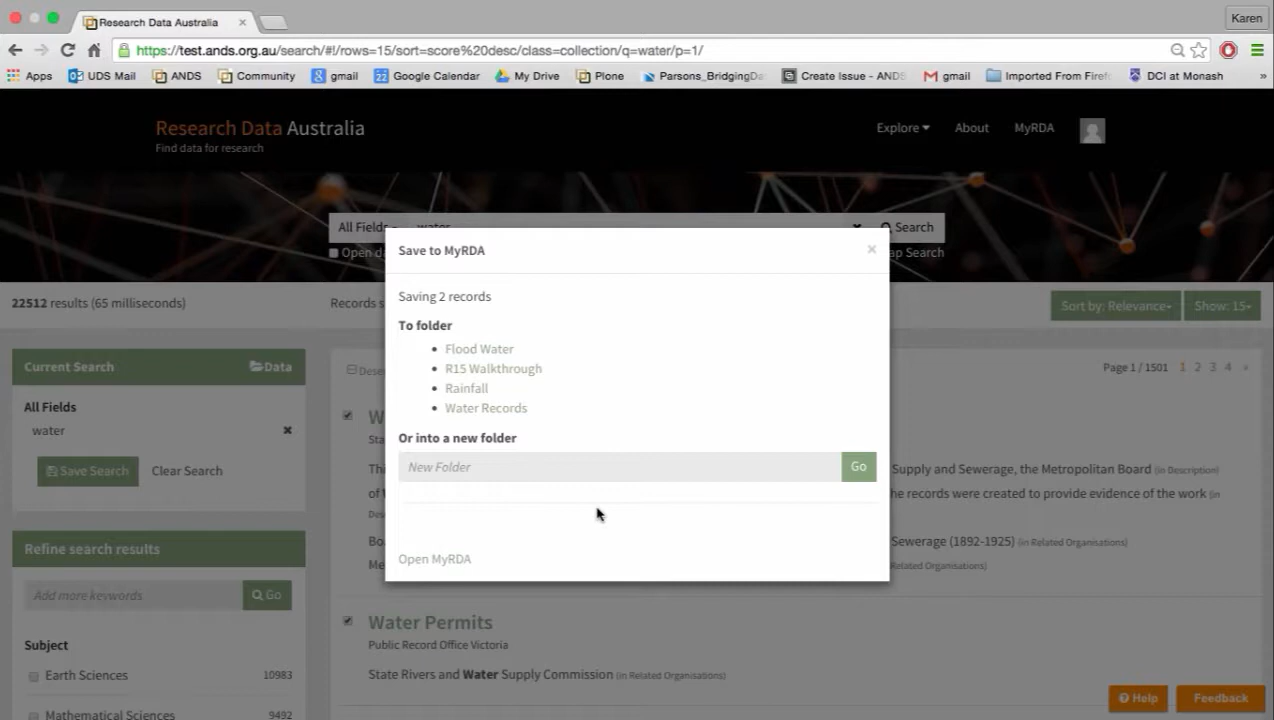 Research Data Australia
Karen
https://test.ands.org.au/search/#!/rows=15/sort=score%20desc/class=collection/q=water/p=1/
Apps UDS Mail ANDS Community gmail Google Calendar My Drive Plone Parsons_BridgingDa Create Issue - ANDS gmail Imported From Firefo DCI at Monash »
Research Data Australia
Find data for research
Explore About MyRDA
All Fields water Search
Open da ap Search
22512 results (65 milliseconds) Records s Sort by: Relevance Show: 15
Save to MyRDA ×
Saving 2 records
To folder
Flood Water
R15 Walkthrough
Rainfall
Water Records
Or into a new folder
New Folder Go
Open MyRDA
Current Search Data
All Fields
water
Save Search Clear Search
Refine search results
Add more keywords Go
Subject
Earth Sciences 10983
Mathematical Sciences 9492
Page 1 / 1501 1 2 3 4 »
Supply and Sewerage, the Metropolitan Board (in Description)
of t he records were created to provide evidence of the work (in
Sewerage (1892-1925) (in Related Organisations)
elated Organisations)
Water Permits
Public Record Office Victoria
State Rivers and Water Supply Commission (in Related Organisations)
Help Feedback